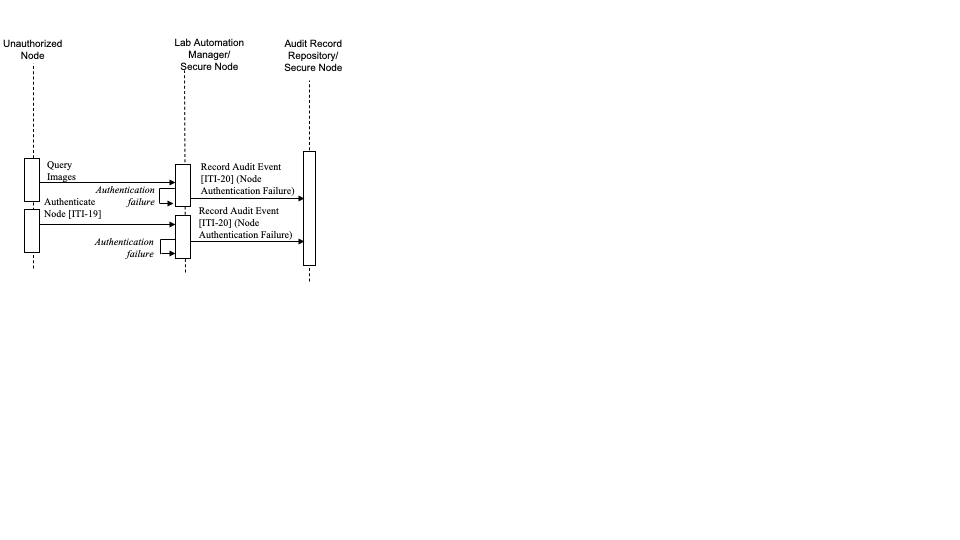 Unauthorized
Node
Lab Automation
Manager/
Secure Node
Audit Record
Repository/
Secure Node
Query
Images
Record Audit Event
[ITI-20] (Node
Authentication Failure)
Authentication
failure
Authenticate
Node [ITI-19]
Record Audit Event
[ITI-20] (Node
Authentication Failure)
Authentication
failure